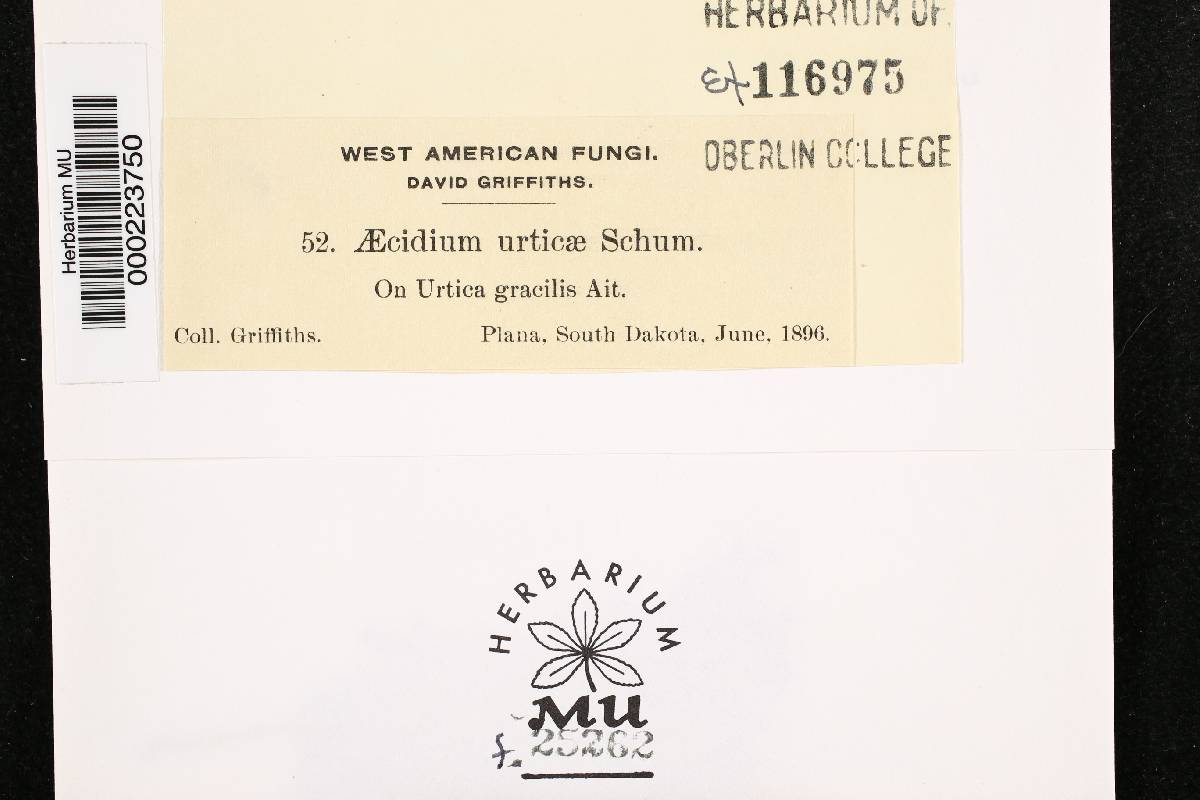 HERBARIUM OF
Ex 116975
OBERLIN COLLEGE
Herbarium MU
000223750
WEST AMERICAN FUNGI.
DAVID GRIFFITHS.
52. Æcidium urticæ Schum.
On Urtica gracilis Ait.
Coll. Griffiths. Plana, South Dakota, June, 1896.
HERBARIUM
MU
f. 25262